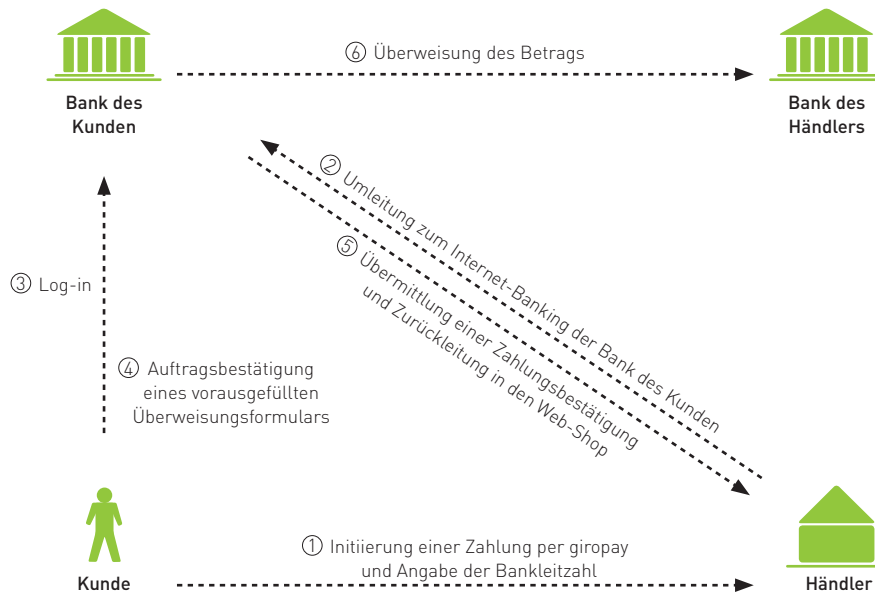 ⑥ Überweisung des Betrags
Bank des
Kunden
Bank des
Händlers
② Umleitung zum Internet-Banking der Bank des Kunden
⑤ Übermittlung einer Zahlungsbestätigung
und Zurückleitung in den Web-Shop
③ Log-in
④ Auftragsbestätigung
eines vorausgefüllten
Überweisungsformulars
① Initiierung einer Zahlung per giropay
und Angabe der Bankleitzahl
Kunde
Händler